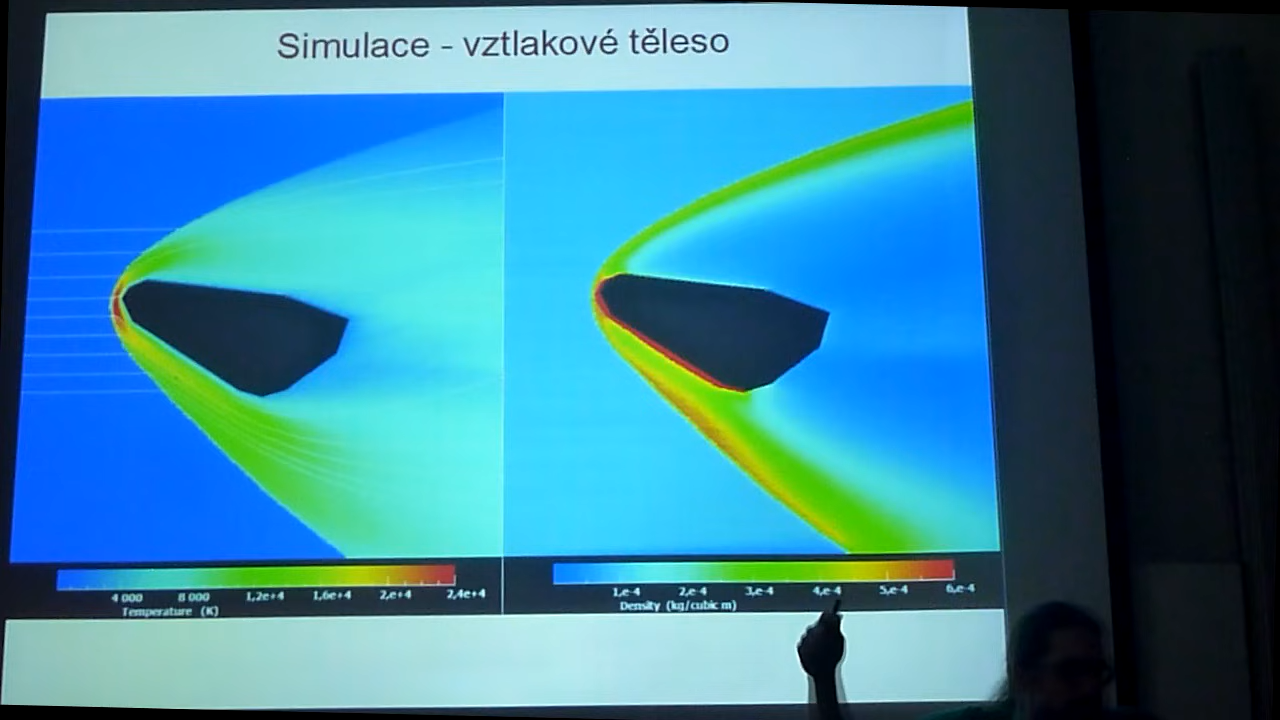 Simulace - vztlakové těleso
4 000 8 000 1,2e+4 1,6e+4 2,e+4 2,4e+4
Temperature (K)
1,e-4 2,e-4 3,e-4 4,e-4 5,e-4 6,e-4
Density (kg/cubic m)